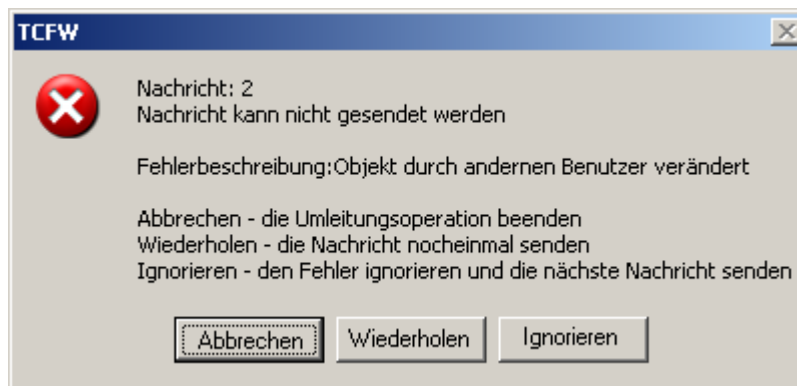 TCFW
Nachricht: 2
Nachricht kann nicht gesendet werden
Fehlerbeschreibung:Objekt durch andernen Benutzer verändert
Abbrechen - die Umleitungsoperation beenden
Wiederholen - die Nachricht nocheinmal senden
Ignorieren - den Fehler ignorieren und die nächste Nachricht senden
Abbrechen Wiederholen Ignorieren